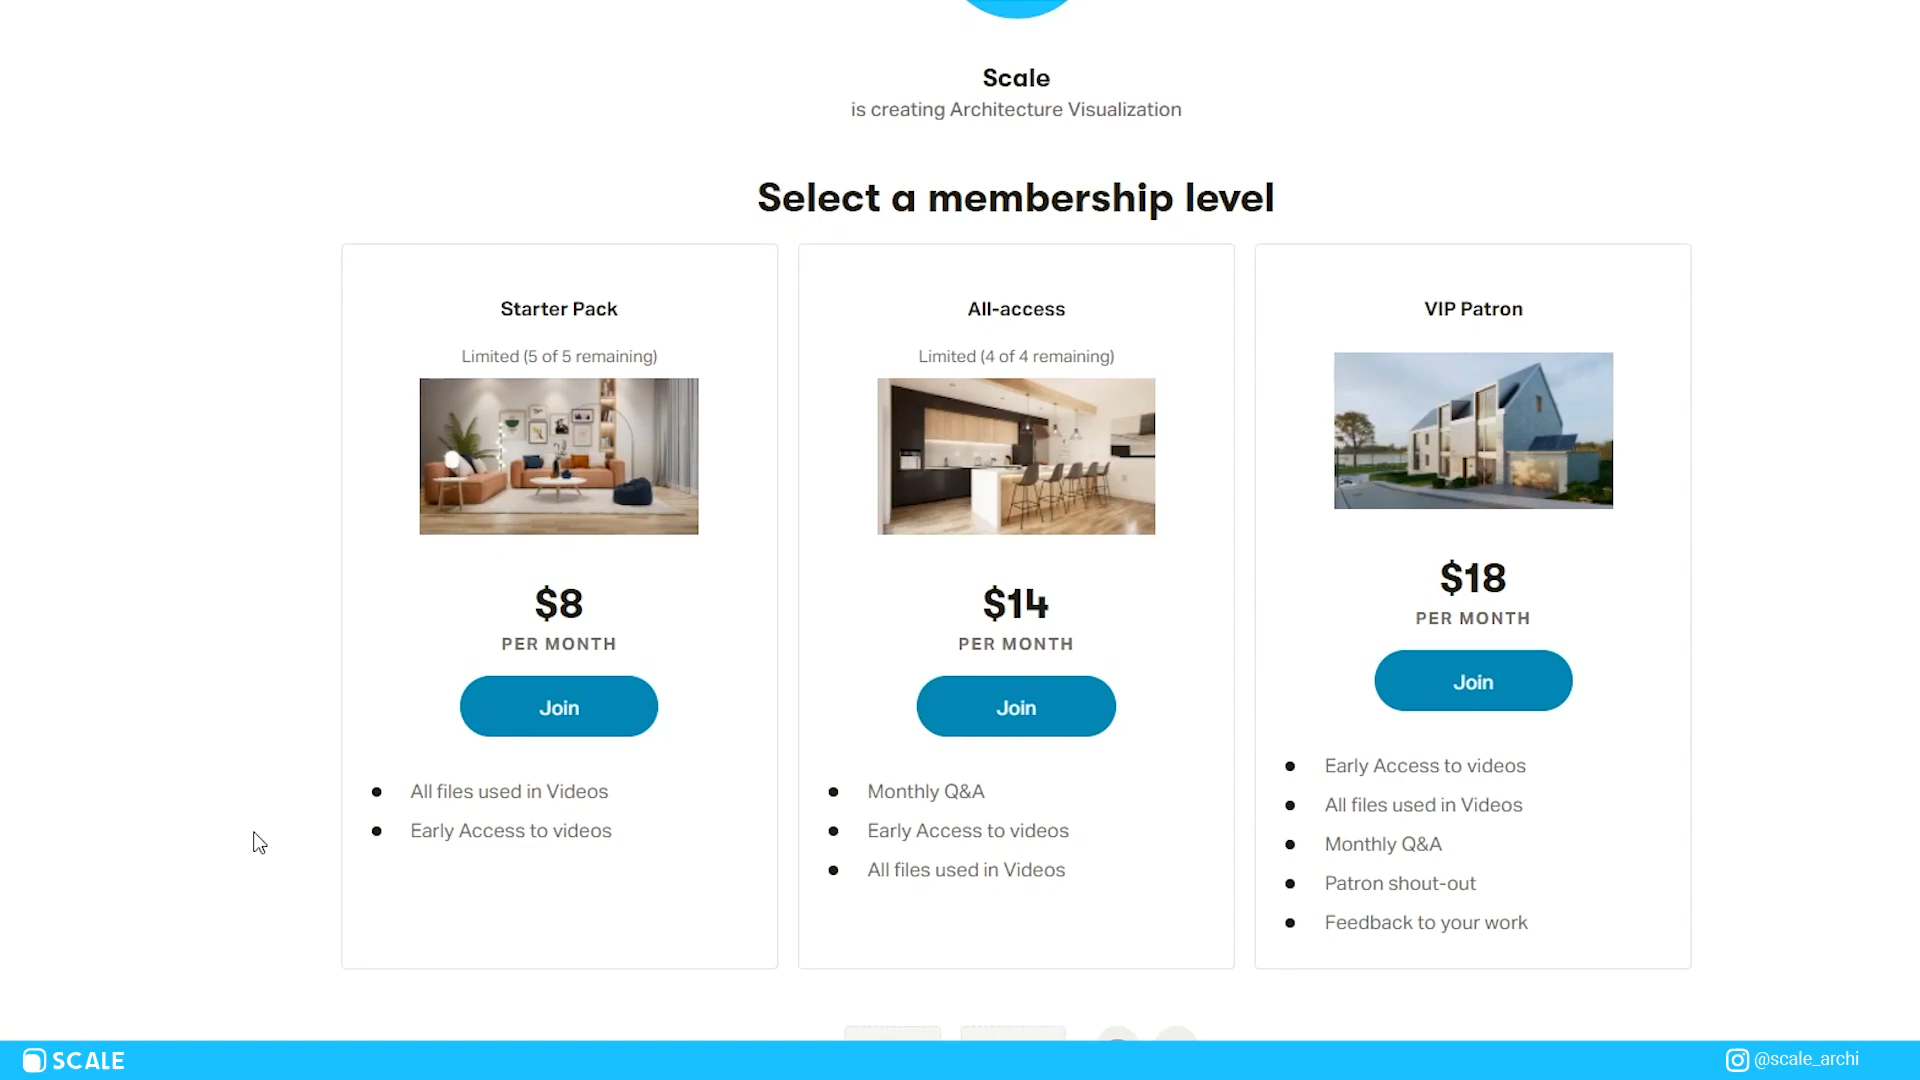 Scale
is creating Architecture Visualization
Select a membership level
Starter Pack
Limited (5 of 5 remaining)
$8
PER MONTH
Join
All files used in Videos
Early Access to videos
All-access
Limited (4 of 4 remaining)
$14
PER MONTH
Join
Monthly Q&A
Early Access to videos
All files used in Videos
VIP Patron
$18
PER MONTH
Join
Early Access to videos
All files used in Videos
Monthly Q&A
Patron shout-out
Feedback to your work
SCALE
@scale_archi